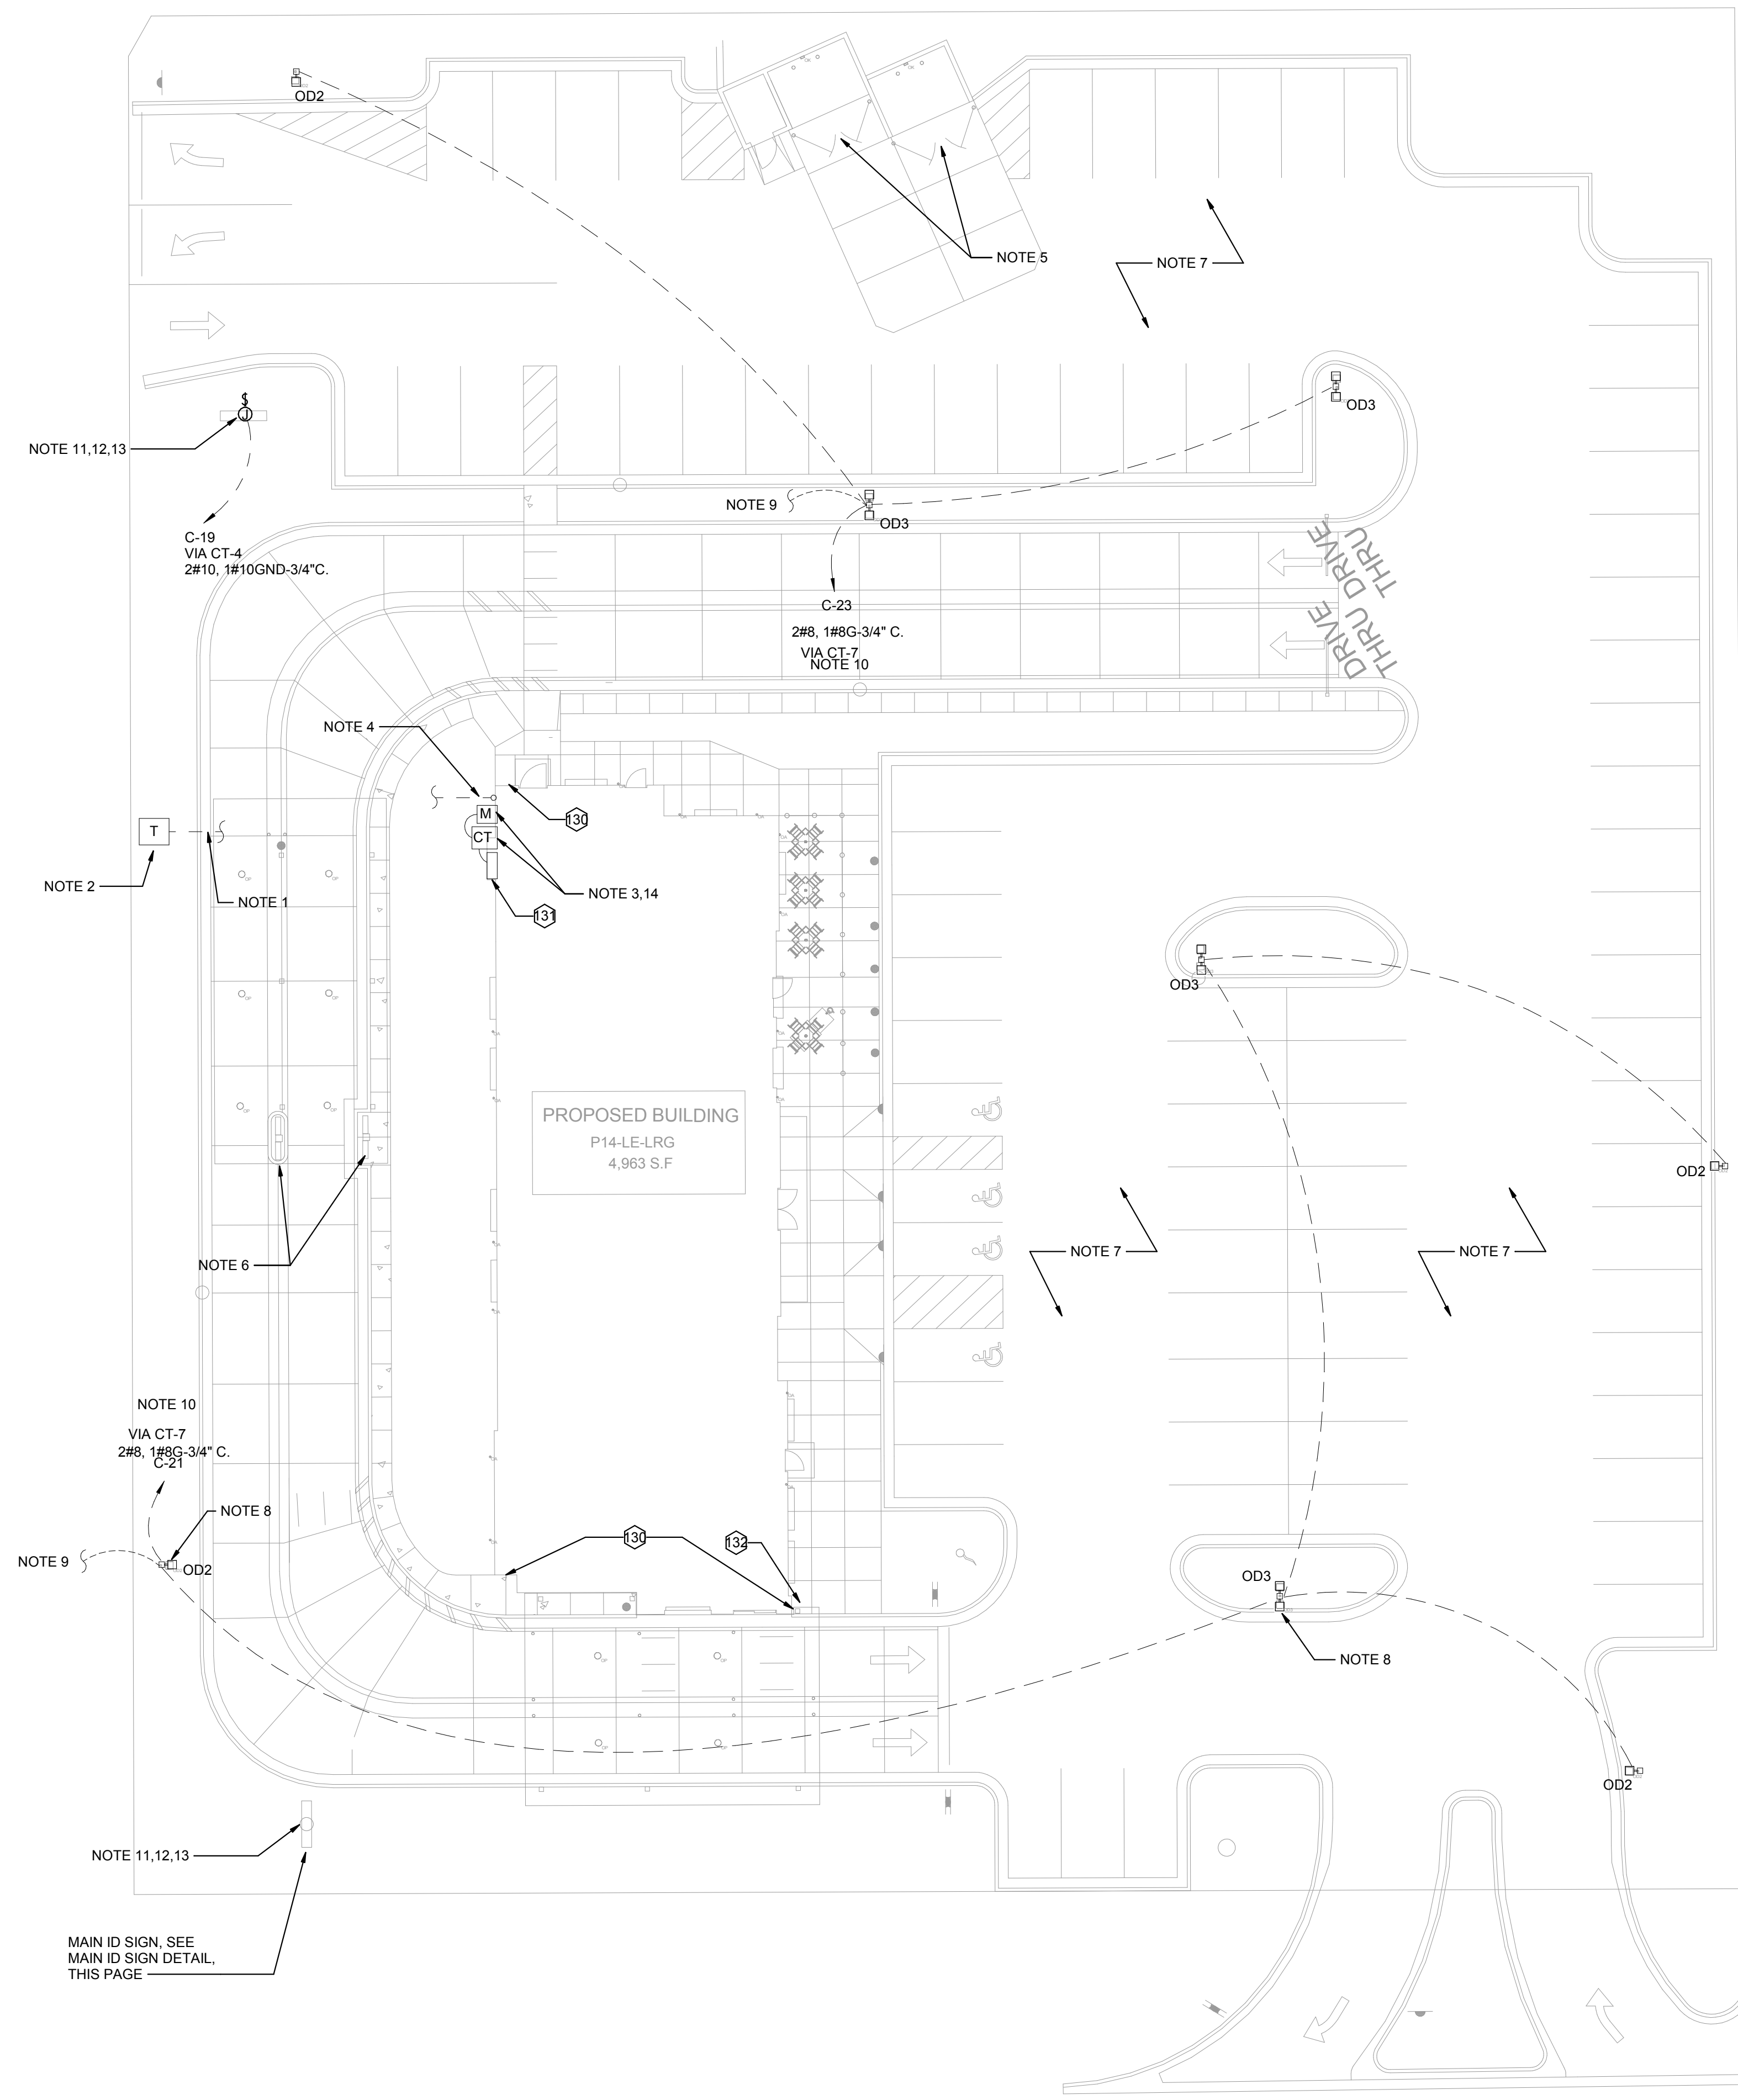 OD2
NOTE 5
NOTE 7
$
J
OD3
NOTE 11,12,13
NOTE 9
OD3
C-19
VIA CT-4
2#10, 1#10GND-3/4"C.
DRIVE
THRU
C-23
2#8, 1#8G-3/4" C.
VIA CT-7
NOTE 10
DRIVE
THRU
NOTE 4
M
130
T
CT
NOTE 2
NOTE 1
NOTE 3,14
131
OD3
PROPOSED BUILDING
P14-LE-LRG
4,963 S.F
OD2
NOTE 6
NOTE 7
NOTE 7
NOTE 10
VIA CT-7
2#8, 1#8G-3/4" C.
C-21
NOTE 8
130
132
NOTE 9
OD2
OD3
NOTE 8
OD2
NOTE 11,12,13
MAIN ID SIGN, SEE
MAIN ID SIGN DETAIL,
THIS PAGE